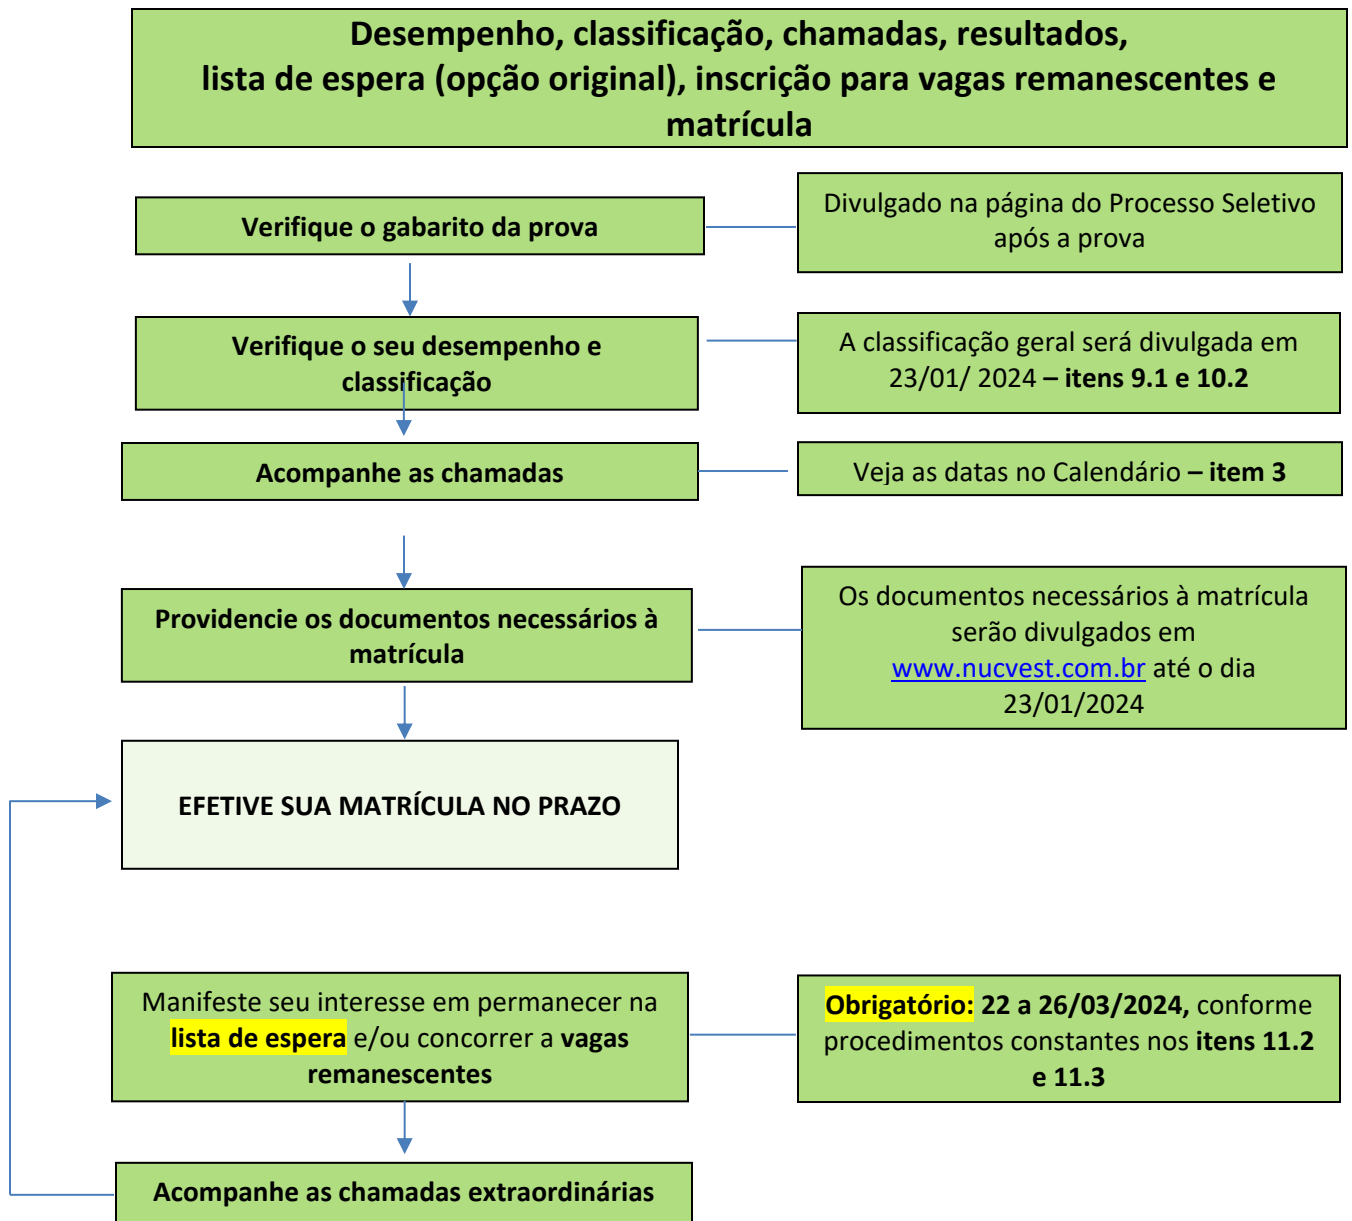 Desempenho, classificação, chamadas, resultados,
lista de espera (opção original), inscrição para vagas remanescentes e
matrícula
Verifique o gabarito da prova
Divulgado na página do Processo Seletivo
após a prova
Verifique o seu desempenho e
classificação
A classificação geral será divulgada em
23/01/ 2024 – itens 9.1 e 10.2
Acompanhe as chamadas
Veja as datas no Calendário – item 3
Providencie os documentos necessários à
matrícula
Os documentos necessários à matrícula
serão divulgados em
www.nucvest.com.br até o dia
23/01/2024
EFETIVE SUA MATRÍCULA NO PRAZO
Manifeste seu interesse em permanecer na
lista de espera e/ou concorrer a vagas
remanescentes
Obrigatório: 22 a 26/03/2024, conforme
procedimentos constantes nos itens 11.2
e 11.3
Acompanhe as chamadas extraordinárias